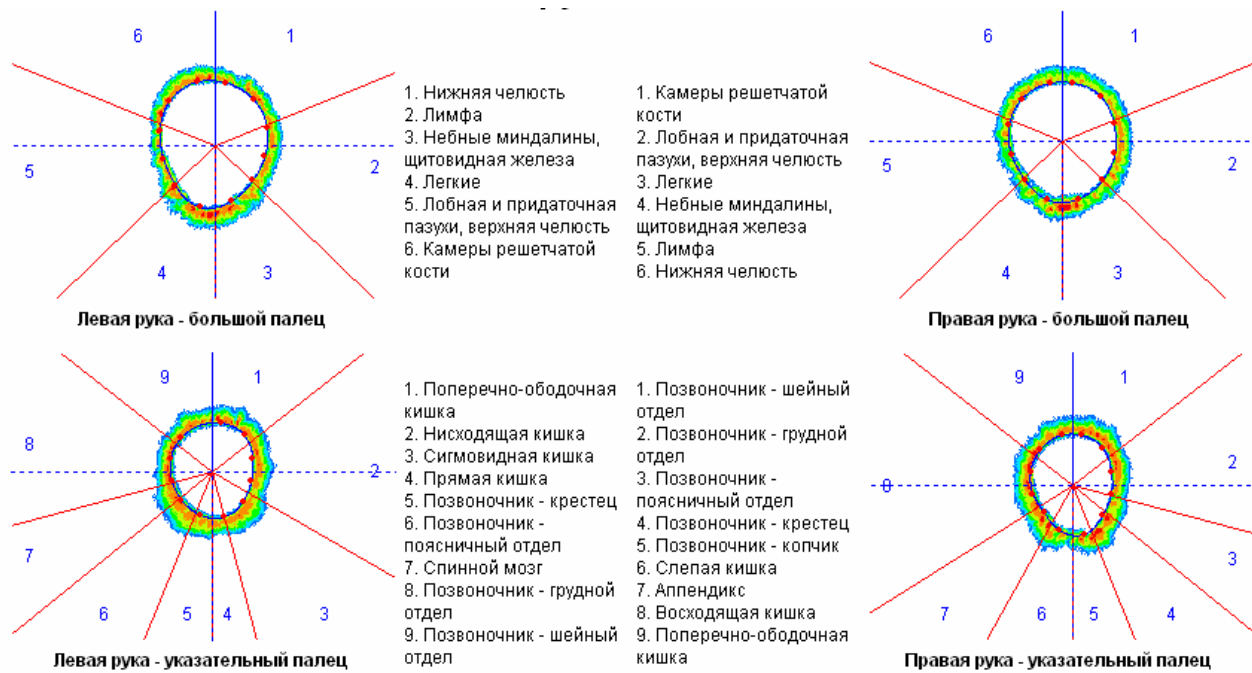 6
1
5
2
4
3
Левая рука - большой палец
1. Нижняя челюсть
2. Лимфа
3. Небные миндалины,
щитовидная железа
4. Легкие
5. Лобная и придаточная
пазухи, верхняя челюсть
6. Камеры решетчатой
кости
1. Камеры решетчатой
кости
2. Лобная и придаточная
пазухи, верхняя челюсть
3. Легкие
4. Небные миндалины,
щитовидная железа
5. Лимфа
6. Нижняя челюсть
6
1
5
2
4
3
Правая рука - большой палец
9
1
8
2
7
6
5
4
3
Левая рука - указательный палец
1. Поперечно-ободочная
кишка
2. Нисходящая кишка
3. Сигмовидная кишка
4. Прямая кишка
5. Позвоночник - крестец
6. Позвоночник -
поясничный отдел
7. Спинной мозг
8. Позвоночник - грудной
отдел
9. Позвоночник - шейный
отдел
1. Позвоночник - шейный
отдел
2. Позвоночник - грудной
отдел
3. Позвоночник -
поясничный отдел
4. Позвоночник - крестец
5. Позвоночник - копчик
6. Слепая кишка
7. Аппендикс
8. Восходящая кишка
9. Поперечно-ободочная
кишка
9
1
2
8
3
7
6
5
4
Правая рука - указательный палец